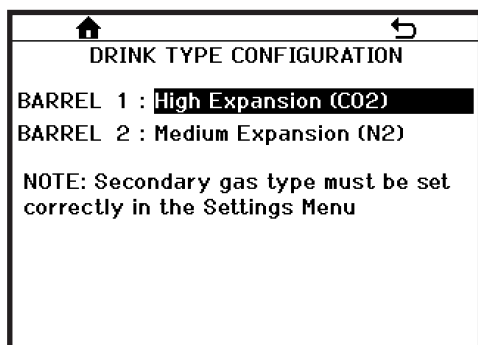 DRINK TYPE CONFIGURATION
BARREL 1 : High Expansion (CO2)
BARREL 2 : Medium Expansion (N2)
NOTE: Secondary gas type must be set
correctly in the Settings Menu